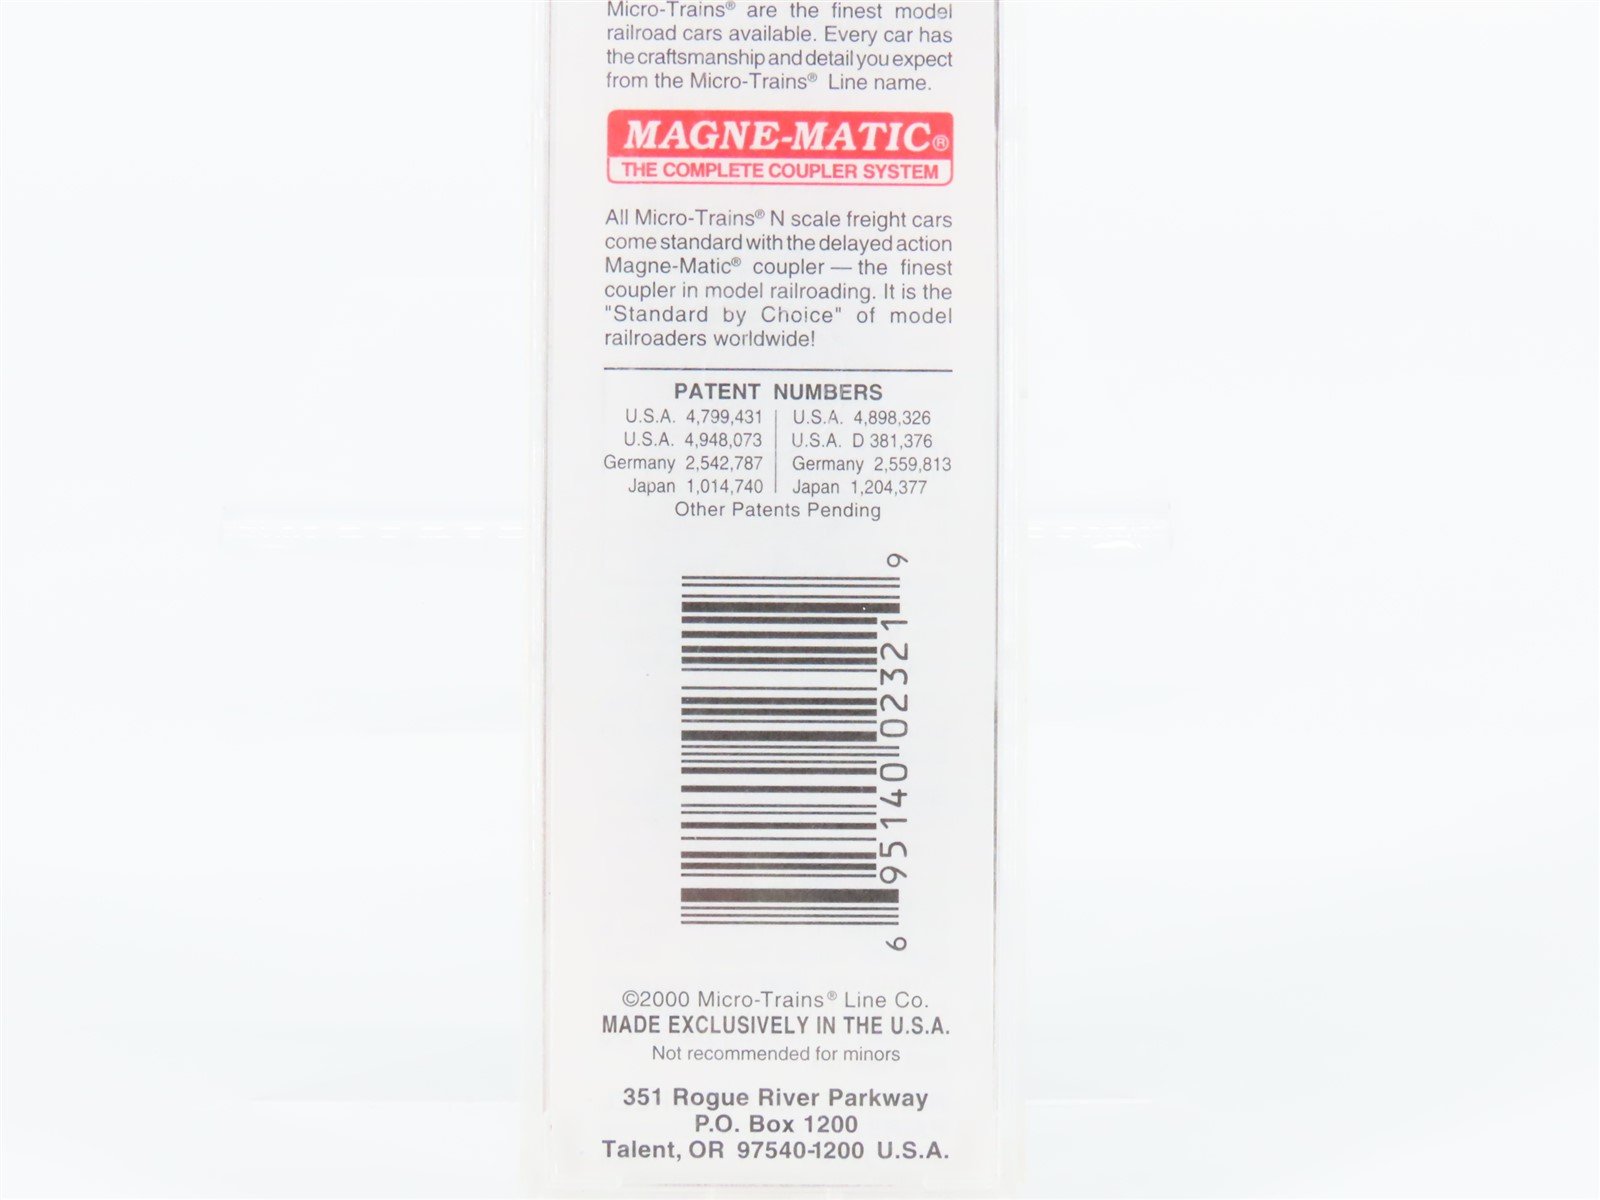 Micro-Trains® are the finest model
railroad cars available. Every car has
the craftsmanship and detail you expect
from the Micro-Trains® Line name.
MAGNE-MATIC®
THE COMPLETE COUPLER SYSTEM
All Micro-Trains® N scale freight cars
come standard with the delayed action
Magne-Matic® coupler — the finest
coupler in model railroading. It is the
"Standard by Choice" of model
railroaders worldwide!
PATENT NUMBERS
U.S.A. 4,799,431 | U.S.A. 4,898,326
U.S.A. 4,948,073 | U.S.A. D 381,376
Germany 2,542,787 | Germany 2,559,813
Japan 1,014,740 | Japan 1,204,377
Other Patents Pending
6 95140 02321 9
©2000 Micro-Trains® Line Co.
MADE EXCLUSIVELY IN THE U.S.A.
Not recommended for minors
351 Rogue River Parkway
P.O. Box 1200
Talent, OR 97540-1200 U.S.A.